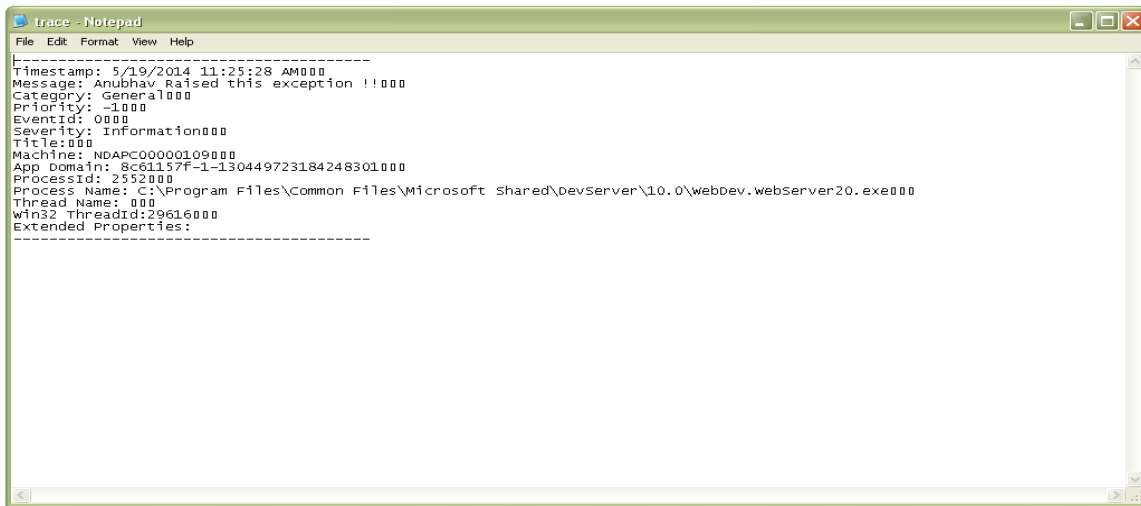 trace - Notepad
File Edit Format View Help
----------------------------------------
Timestamp: 5/19/2014 11:25:28 AM▯▯▯
Message: Anubhav Raised this exception !!▯▯▯
Category: General▯▯▯
Priority: -1▯▯▯
EventId: 0▯▯▯
Severity: Information▯▯▯
Title:▯▯▯
Machine: NDAPC00000109▯▯▯
App Domain: 8c61157f-1-130449723184248301▯▯▯
ProcessId: 2552▯▯▯
Process Name: C:\Program Files\Common Files\Microsoft Shared\DevServer\10.0\WebDev.WebServer20.exe▯▯▯
Thread Name: ▯▯▯
Win32 ThreadId:29616▯▯▯
Extended Properties:
----------------------------------------